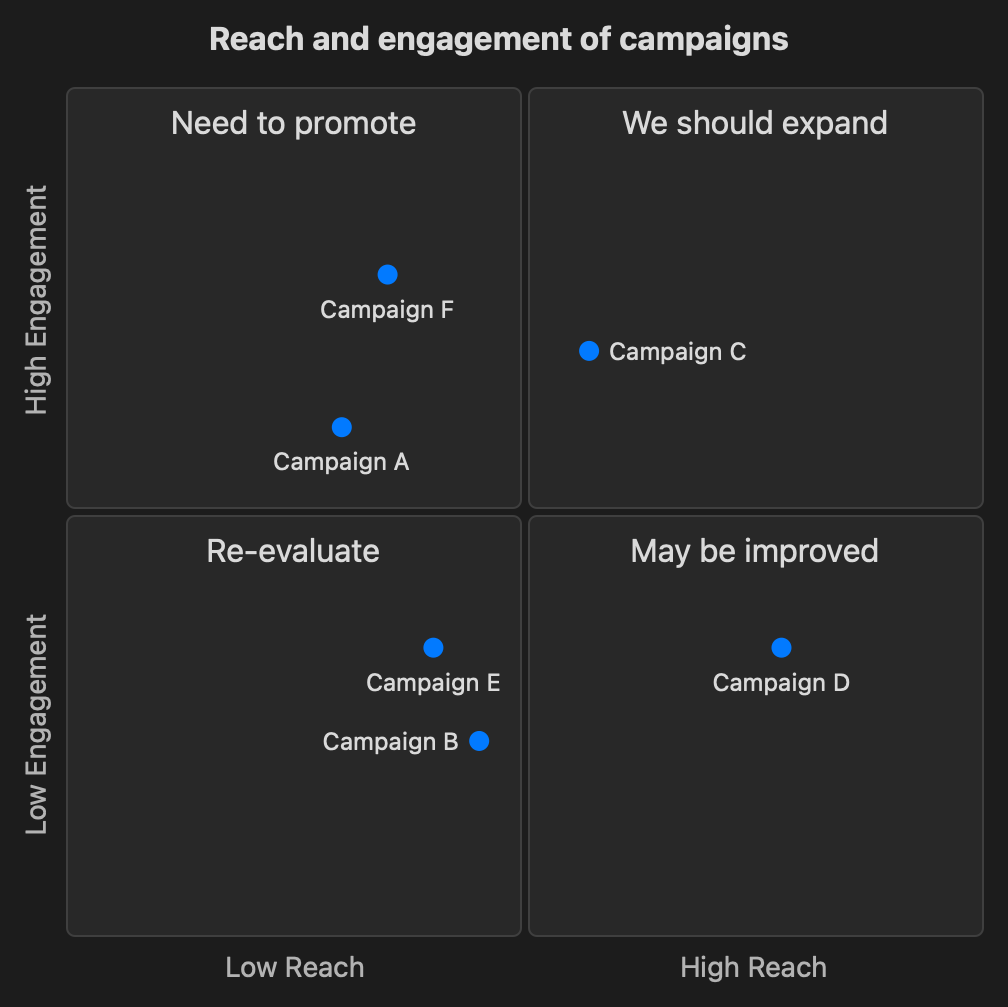 Reach and engagement of campaigns
Need to promote
We should expand
High Engagement
Campaign F
Campaign C
Campaign A
Re-evaluate
May be improved
Low Engagement
Campaign E
Campaign D
Campaign B
Low Reach
High Reach